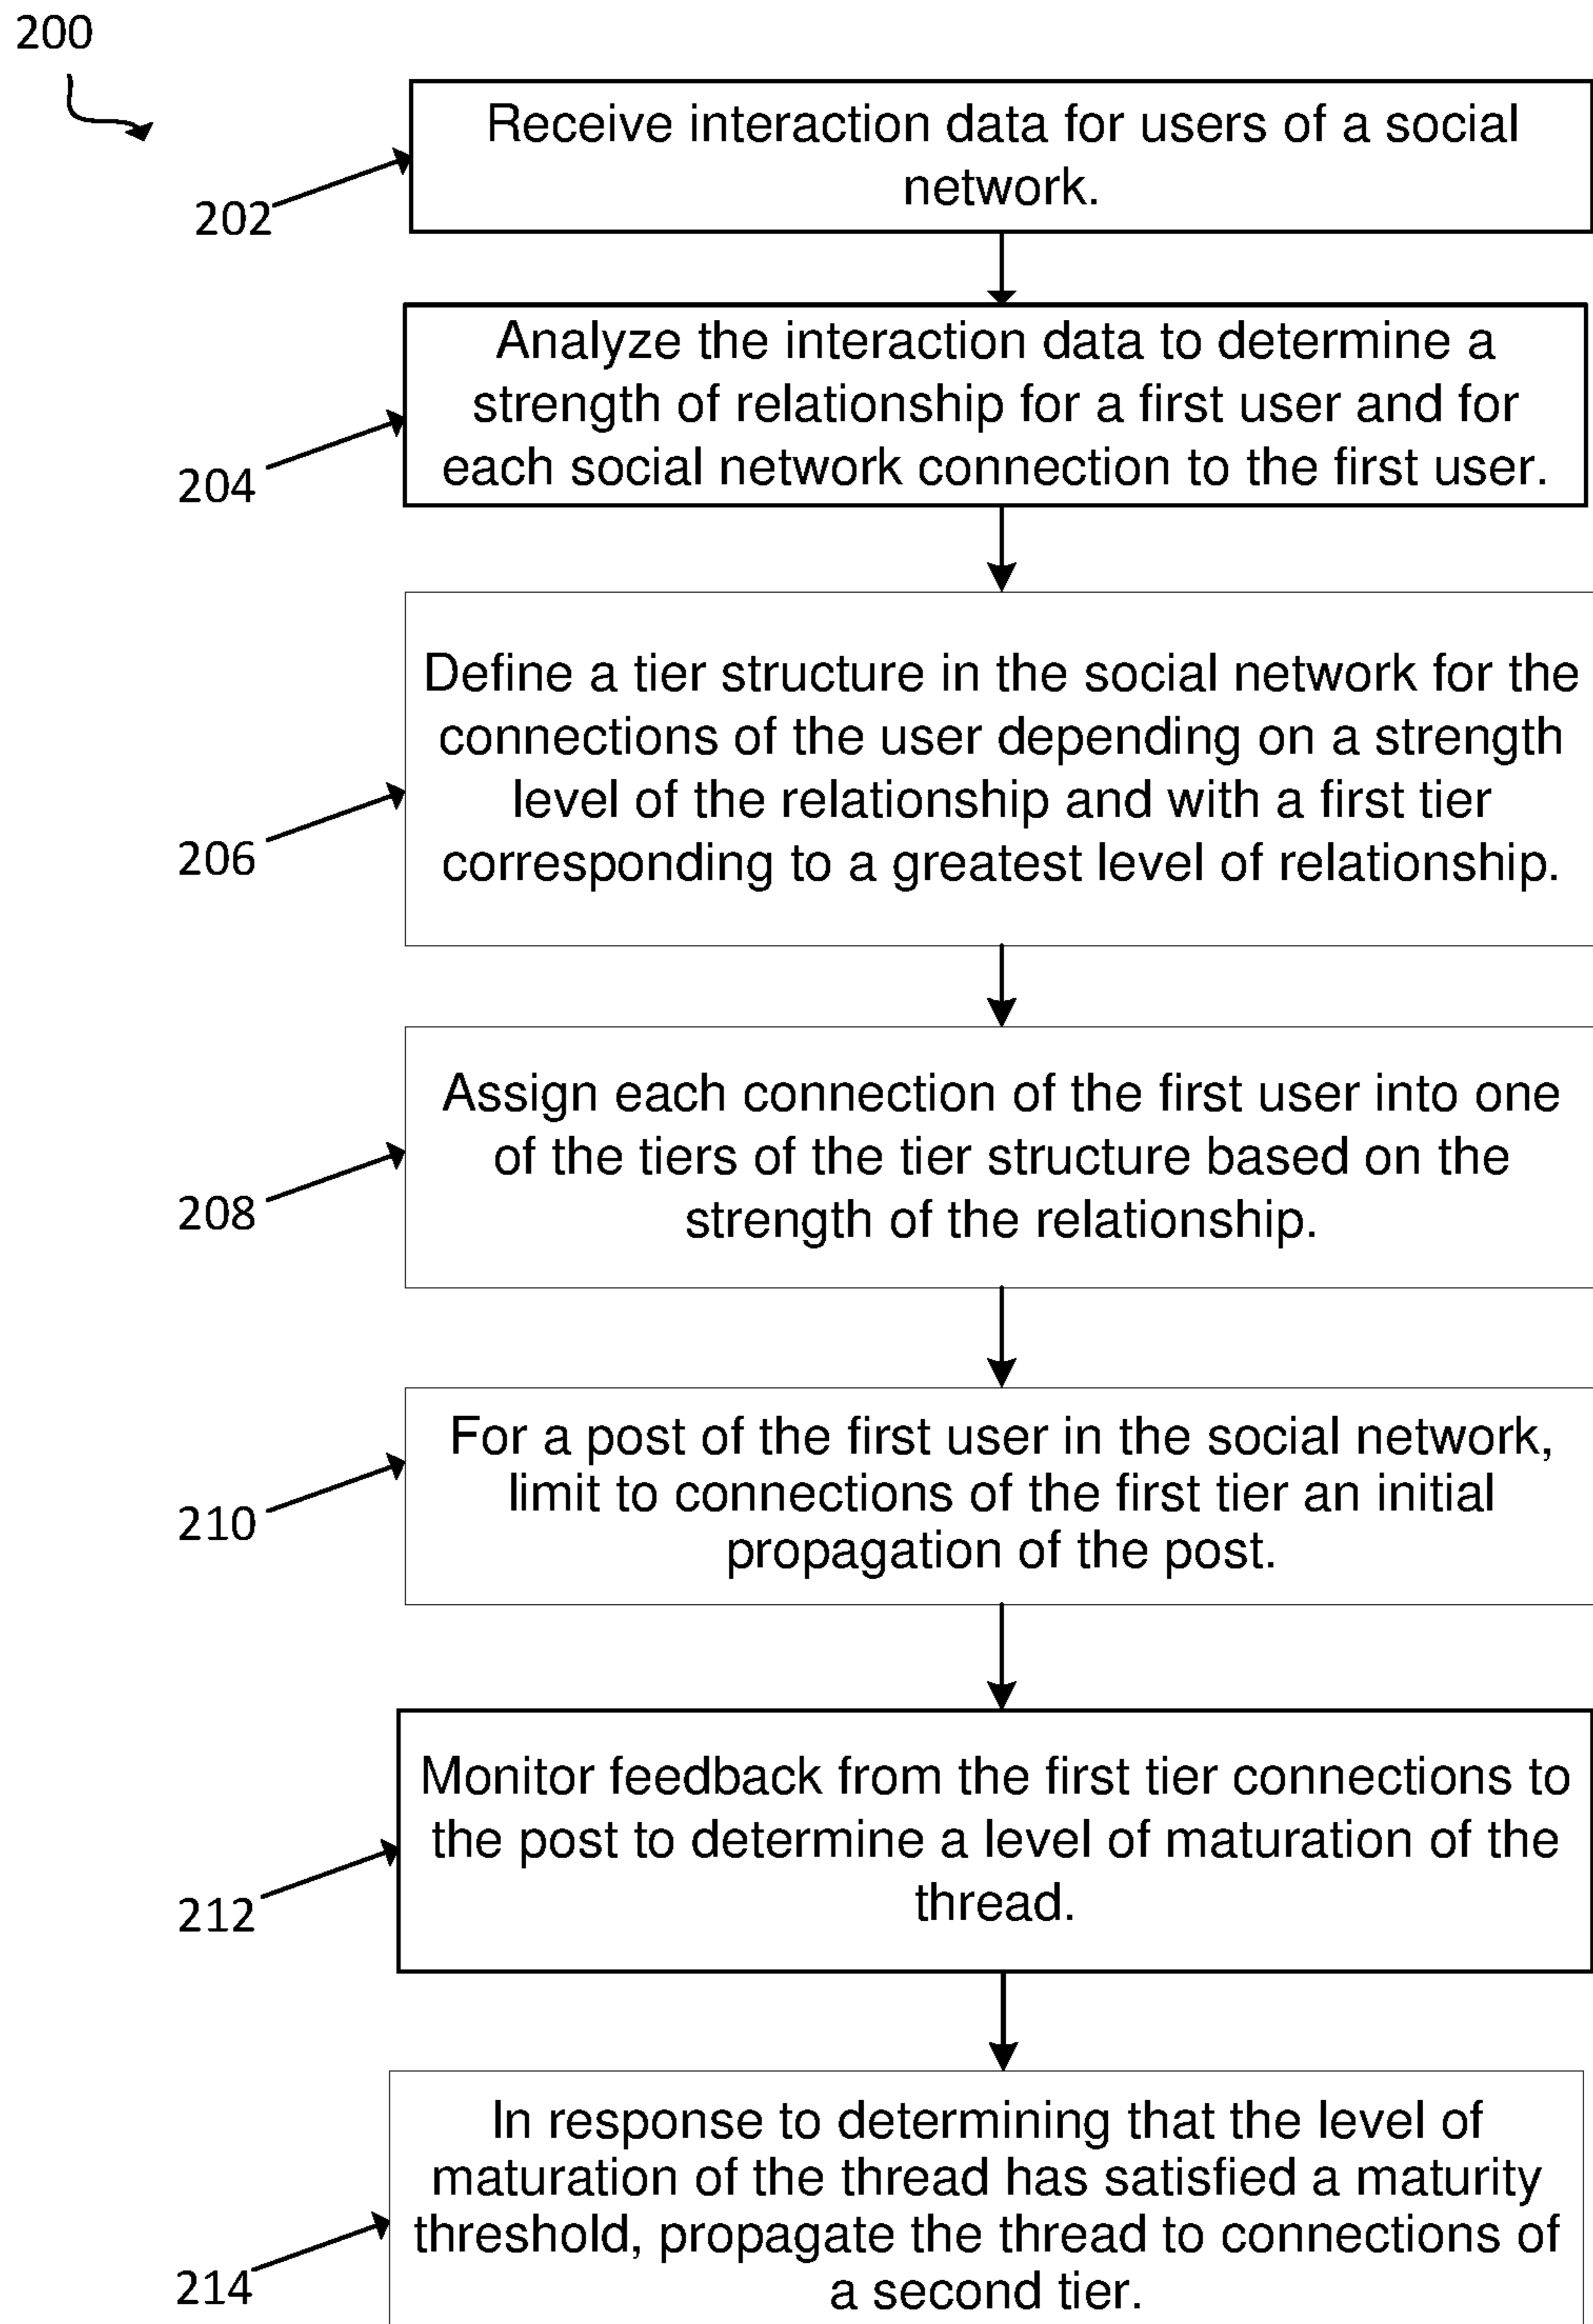 200
Receive interaction data for users of a social
network.
202
Analyze the interaction data to determine a
strength of relationship for a first user and for
each social network connection to the first user.
204
Define a tier structure in the social network for the
connections of the user depending on a strength
level of the relationship and with a first tier
corresponding to a greatest level of relationship.
206
Assign each connection of the first user into one
of the tiers of the tier structure based on the
strength of the relationship.
208
For a post of the first user in the social network,
limit to connections of the first tier an initial
propagation of the post.
210
Monitor feedback from the first tier connections to
the post to determine a level of maturation of the
thread.
212
In response to determining that the level of
maturation of the thread has satisfied a maturity
threshold, propagate the thread to connections of
a second tier.
214